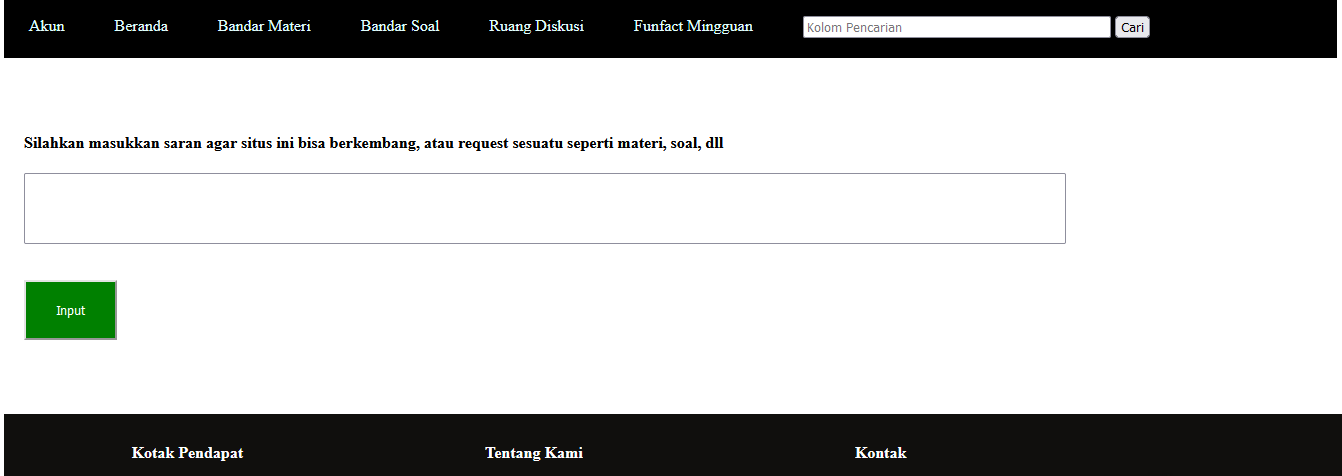 Akun Beranda Bandar Materi Bandar Soal Ruang Diskusi Funfact Mingguan Kolom Pencarian Cari
Silahkan masukkan saran agar situs ini bisa berkembang, atau request sesuatu seperti materi, soal, dll
Input
Kotak Pendapat Tentang Kami Kontak